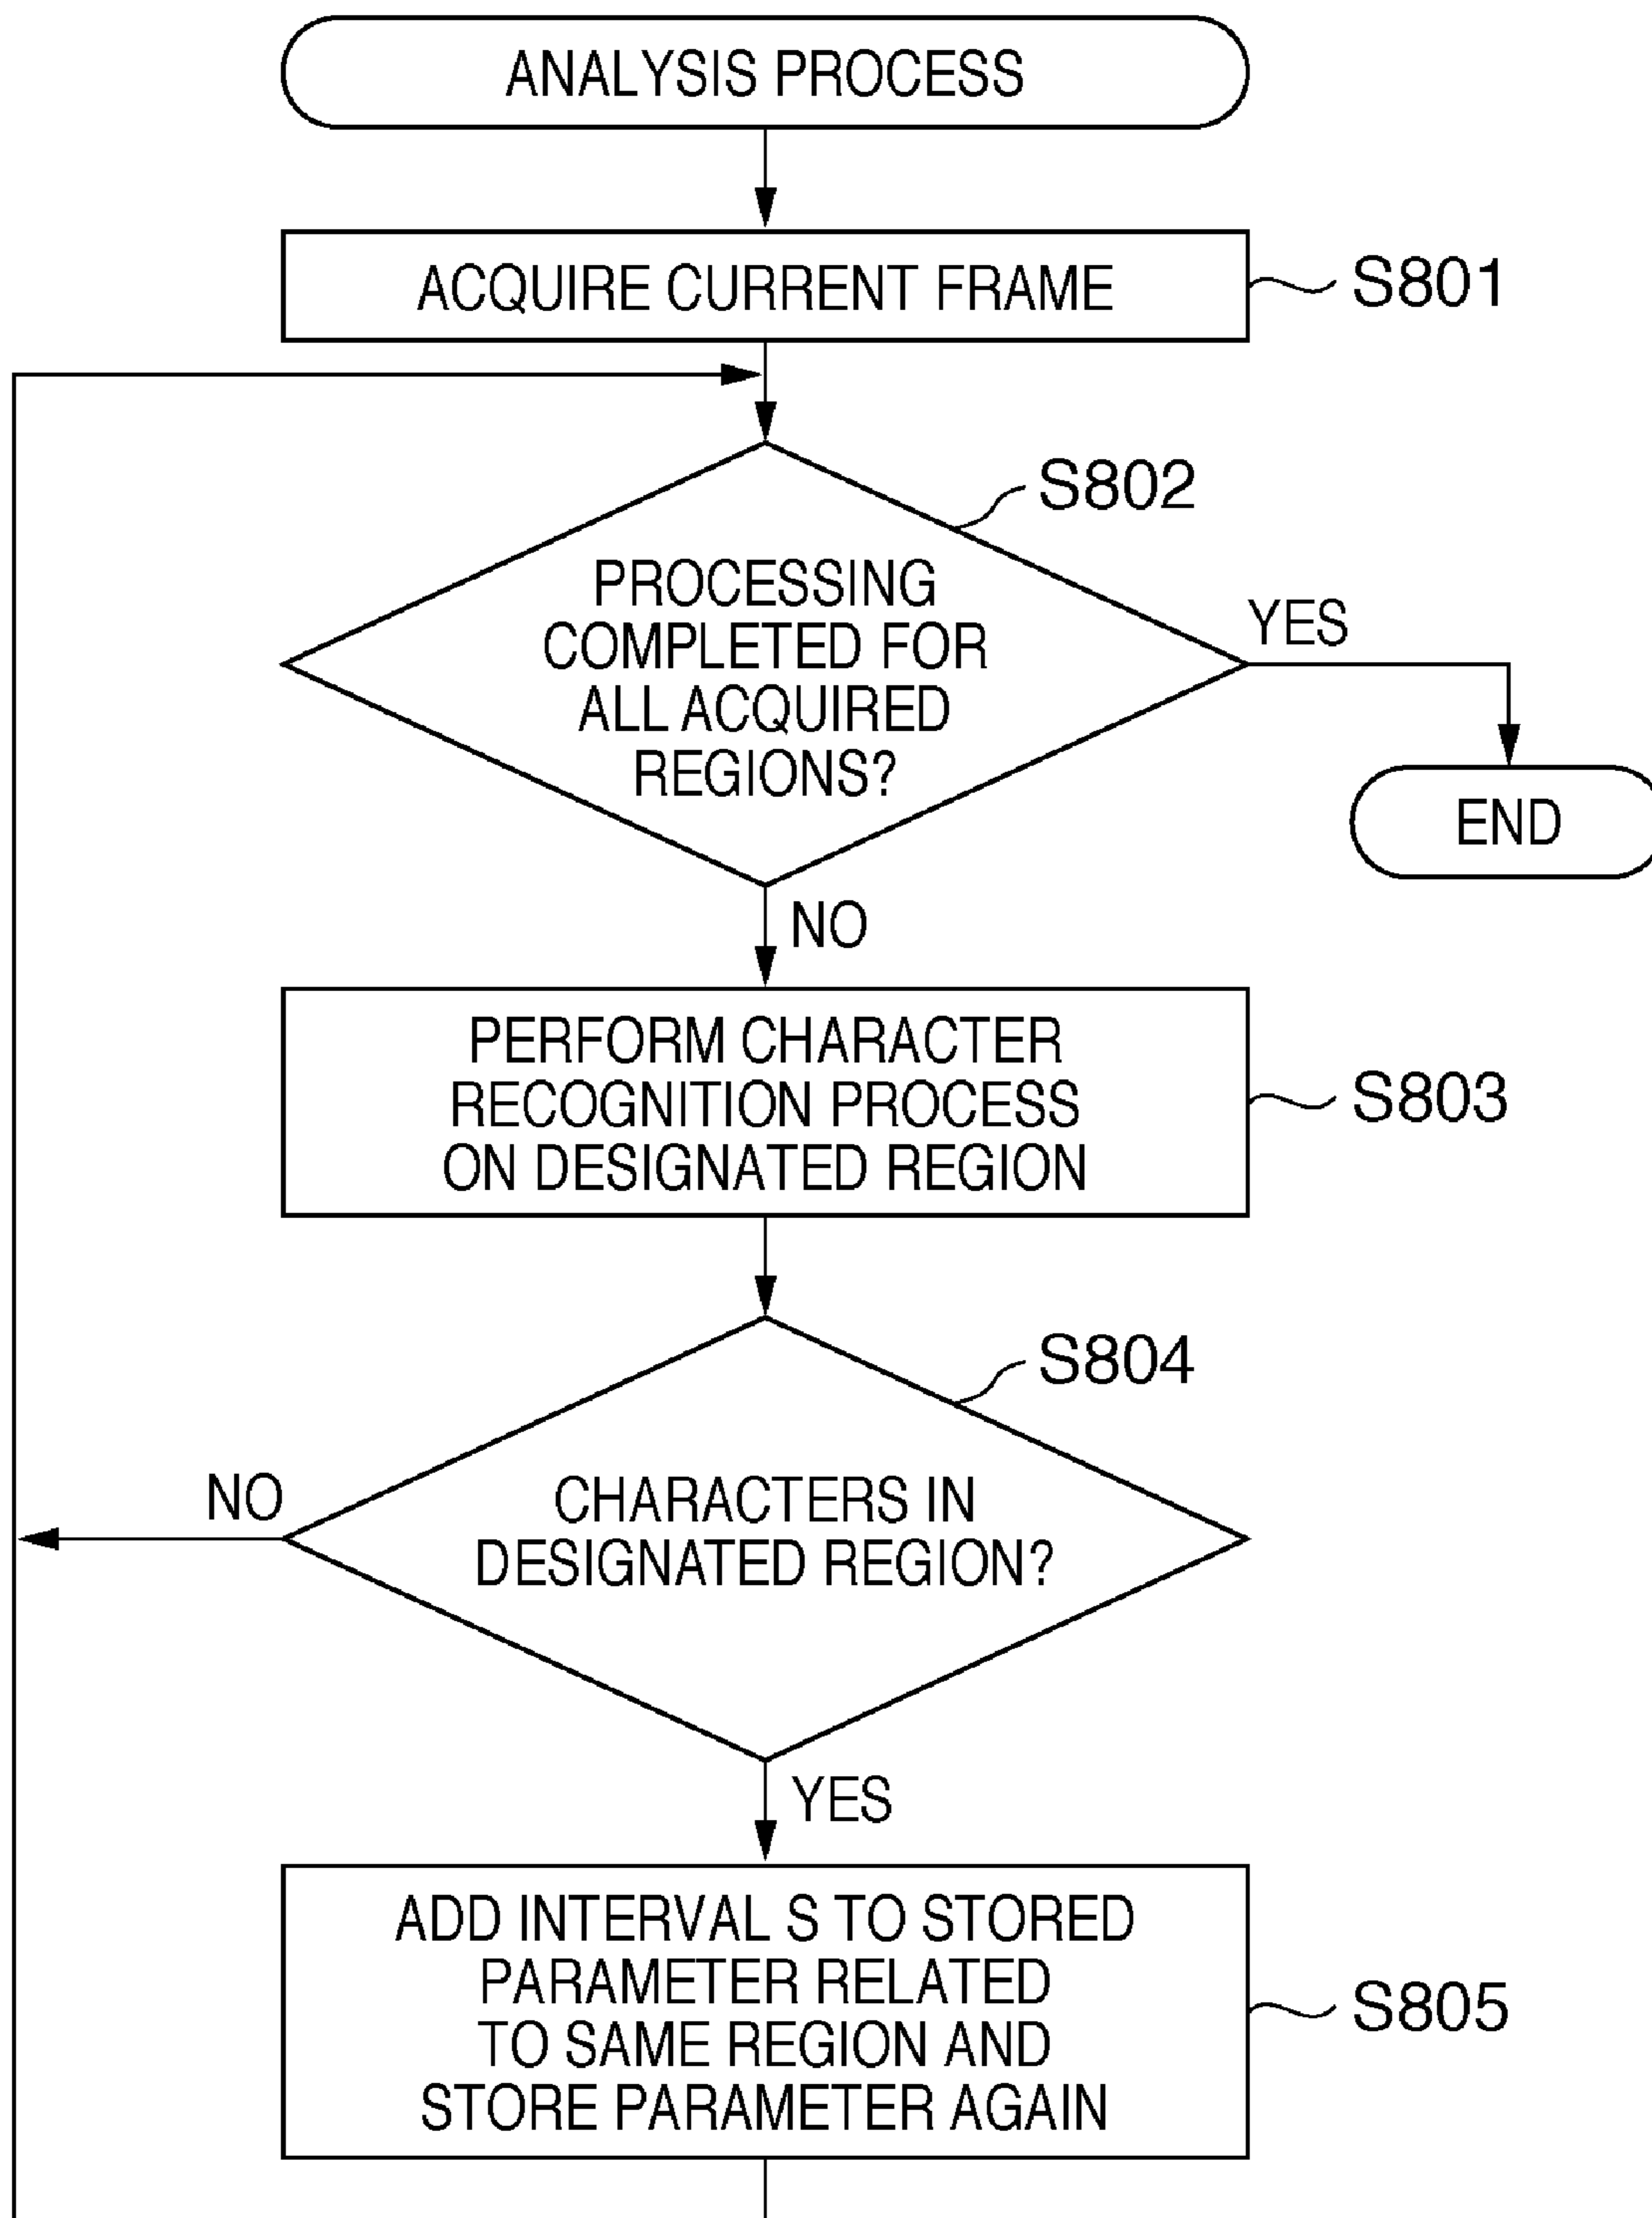 ANALYSIS PROCESS
ACQUIRE CURRENT FRAME
S801
S802
PROCESSING
COMPLETED FOR
ALL ACQUIRED
REGIONS?
YES
END
NO
PERFORM CHARACTER
RECOGNITION PROCESS
ON DESIGNATED REGION
S803
S804
CHARACTERS IN
DESIGNATED REGION?
NO
YES
ADD INTERVAL S TO STORED
PARAMETER RELATED
TO SAME REGION AND
STORE PARAMETER AGAIN
S805